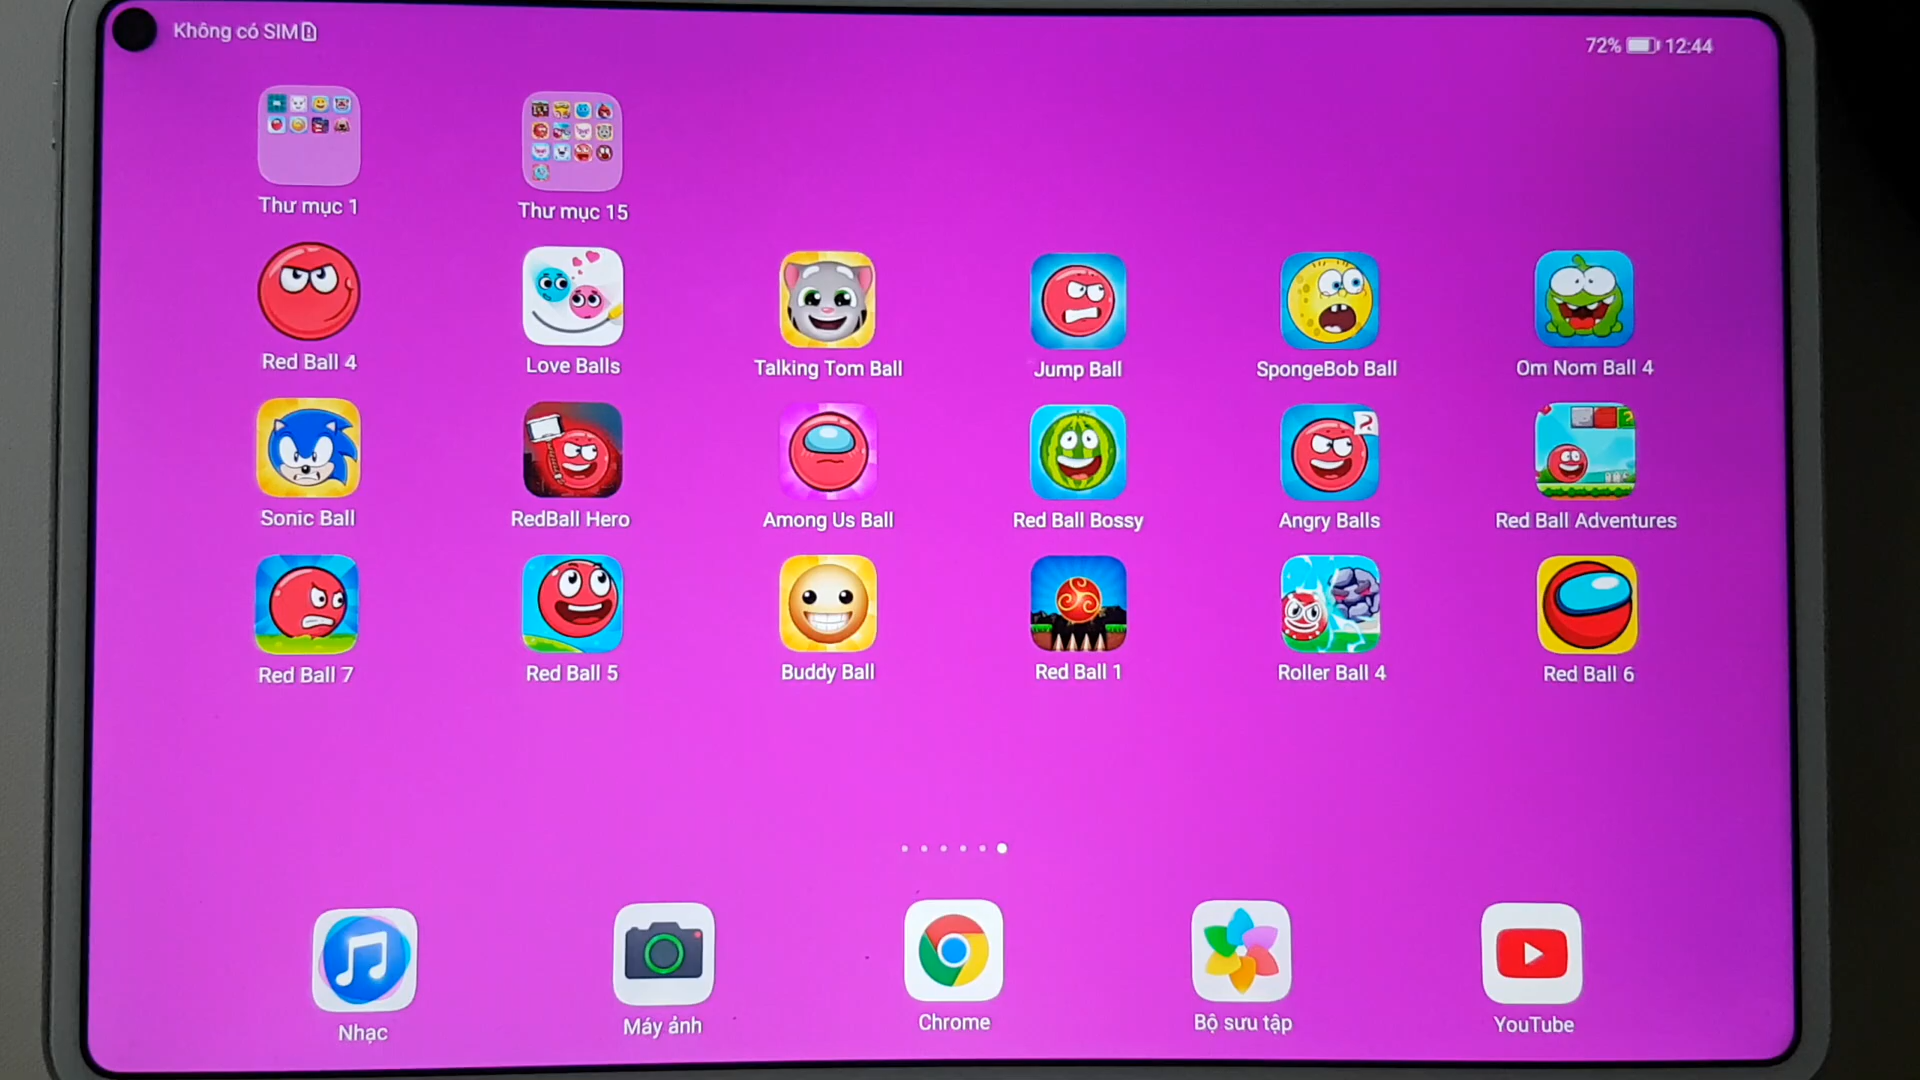 Không có SIM
72% 12:44
Thư mục 1
Thư mục 15
Red Ball 4
Love Balls
Talking Tom Ball
Jump Ball
SpongeBob Ball
Om Nom Ball 4
Sonic Ball
RedBall Hero
Among Us Ball
Red Ball Bossy
Angry Balls
Red Ball Adventures
Red Ball 7
Red Ball 5
Buddy Ball
Red Ball 1
Roller Ball 4
Red Ball 6
Nhạc
Máy ảnh
Chrome
Bộ sưu tập
YouTube